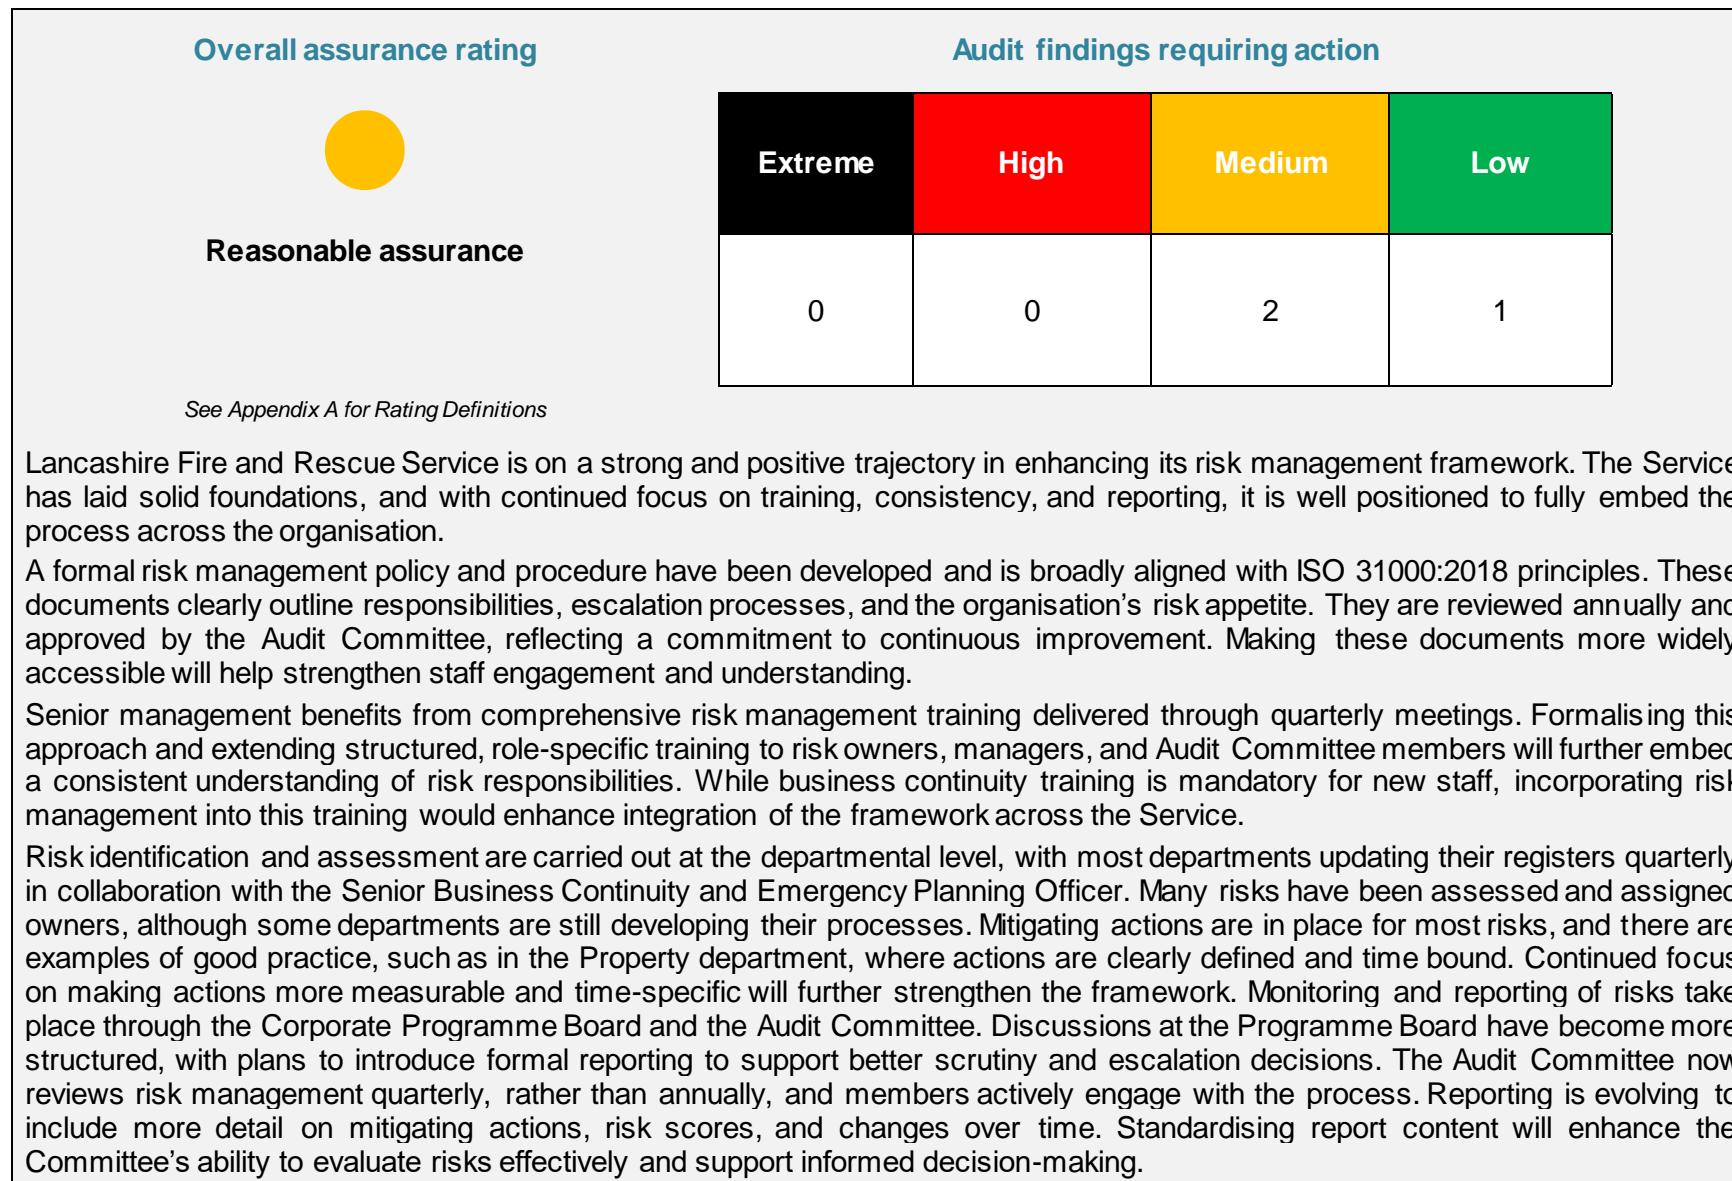 Overall assurance rating
Audit findings requiring action
Extreme High Medium Low
Reasonable assurance
0 0 2 1
See Appendix A for Rating Definitions
Lancashire Fire and Rescue Service is on a strong and positive trajectory in enhancing its risk management framework. The Service
has laid solid foundations, and with continued focus on training, consistency, and reporting, it is well positioned to fully embed the
process across the organisation.
A formal risk management policy and procedure have been developed and is broadly aligned with ISO 31000:2018 principles. These
documents clearly outline responsibilities, escalation processes, and the organisation’s risk appetite. They are reviewed annually and
approved by the Audit Committee, reflecting a commitment to continuous improvement. Making these documents more widely
accessible will help strengthen staff engagement and understanding.
Senior management benefits from comprehensive risk management training delivered through quarterly meetings. Formalising this
approach and extending structured, role-specific training to risk owners, managers, and Audit Committee members will further embed
a consistent understanding of risk responsibilities. While business continuity training is mandatory for new staff, incorporating risk
management into this training would enhance integration of the framework across the Service.
Risk identification and assessment are carried out at the departmental level, with most departments updating their registers quarterly
in collaboration with the Senior Business Continuity and Emergency Planning Officer. Many risks have been assessed and assigned
owners, although some departments are still developing their processes. Mitigating actions are in place for most risks, and there are
examples of good practice, such as in the Property department, where actions are clearly defined and time bound. Continued focus
on making actions more measurable and time-specific will further strengthen the framework. Monitoring and reporting of risks take
place through the Corporate Programme Board and the Audit Committee. Discussions at the Programme Board have become more
structured, with plans to introduce formal reporting to support better scrutiny and escalation decisions. The Audit Committee now
reviews risk management quarterly, rather than annually, and members actively engage with the process. Reporting is evolving to
include more detail on mitigating actions, risk scores, and changes over time. Standardising report content will enhance the
Committee’s ability to evaluate risks effectively and support informed decision-making.